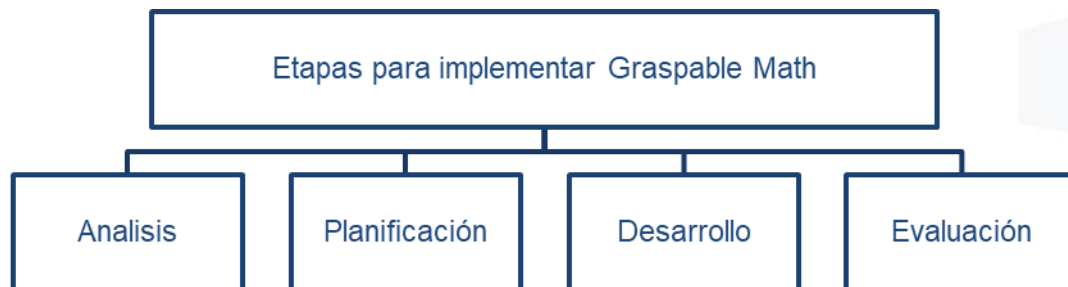 Etapas para implementar Graspable Math
Analisis
Planificación
Desarrollo
Evaluación